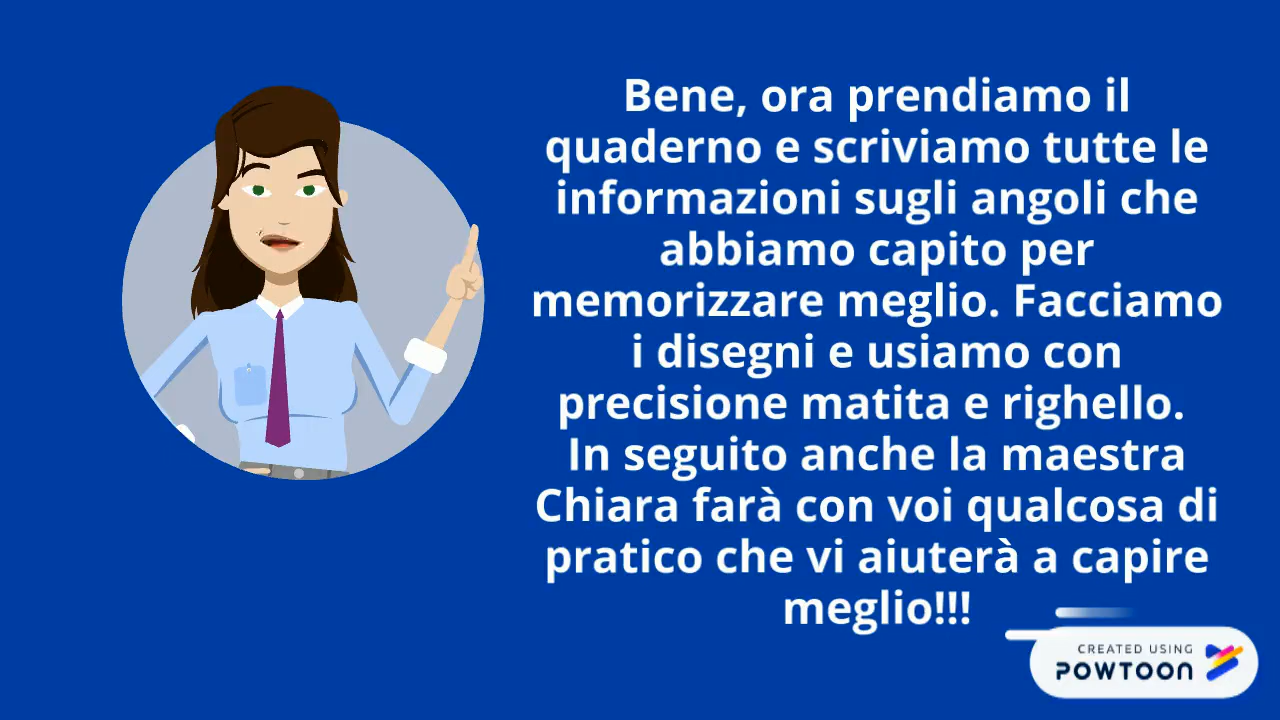 Bene, ora prendiamo il
quaderno e scriviamo tutte le
informazioni sugli angoli che
abbiamo capito per
memorizzare meglio. Facciamo
i disegni e usiamo con
precisione matita e righello.
In seguito anche la maestra
Chiara farà con voi qualcosa di
pratico che vi aiuterà a capire
meglio!!!
CREATED USING
POWTOON